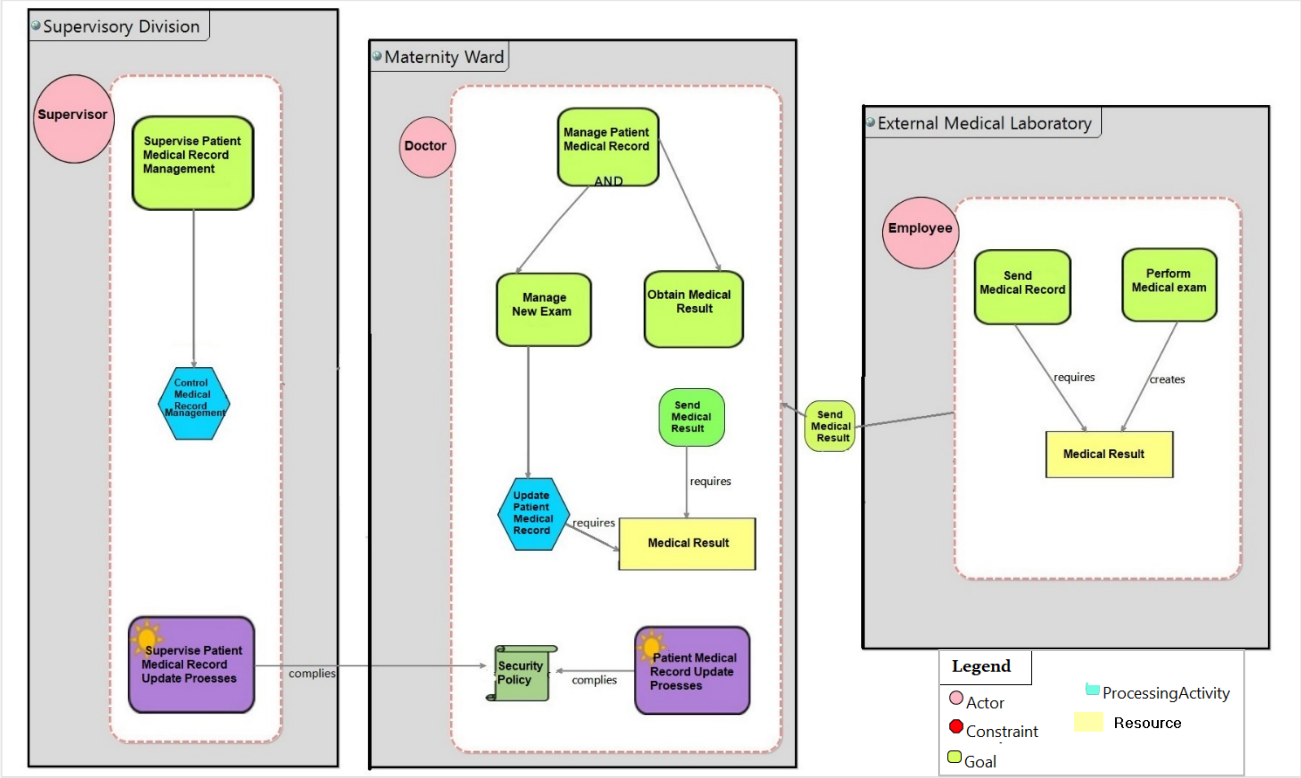 Supervisory Division
Supervisor
Supervise Patient
Medical Record
Management
Control
Medical
Record
Management
Supervise Patient
Medical Record
Update Proesses
complies
Maternity Ward
Doctor
Manage Patient
Medical Record
AND
Manage
New Exam
Obtain Medical
Result
Send
Medical
Result
requires
Update
Patient
Medical
Record
requires
Medical Result
Security
Policy
complies
Patient Medical
Record Update
Proesses
Send
Medical
Result
External Medical Laboratory
Employee
Send
Medical Record
Perform
Medical exam
requires
creates
Medical Result
Legend
Actor
Constraint
Goal
ProcessingActivity
Resource